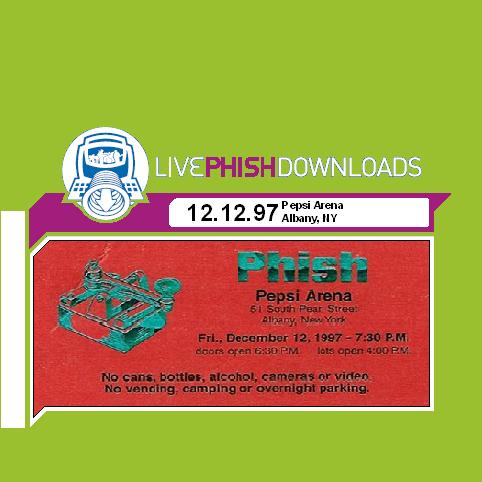 LIVEPHISHDOWNLOADS
12.12.97 Pepsi Arena
Albany, NY
Phish
Pepsi Arena
51 South Pearl Street
Albany, New York
Fri., December 12, 1997 - 7:30 P.M.
doors open 6:30 P.M. lots open 4:00 P.M.
No cans, bottles, alcohol, cameras or video.
No vending, camping or overnight parking.